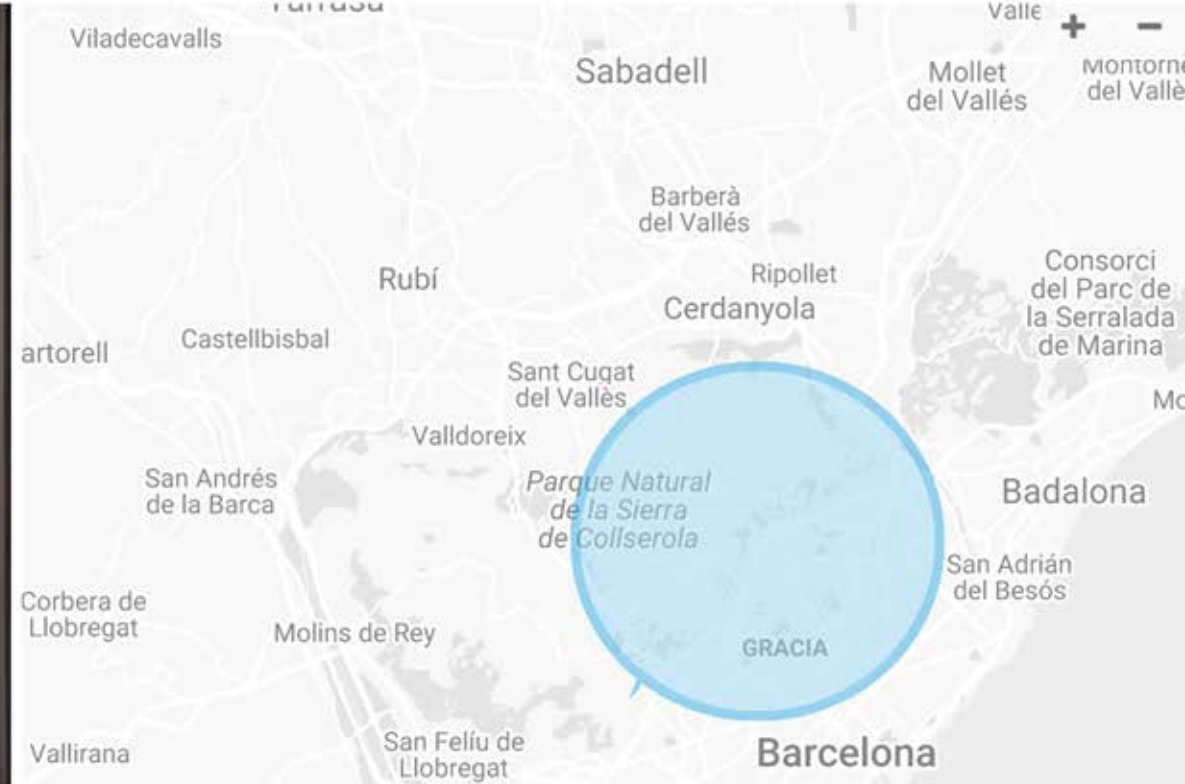 Viladecavalls
Sabadell
Mollet
del Vallés
Barberà
del Vallés
Rubí
Ripollet
Cerdanyola
Consorci
del Parc de
la Serralada
de Marina
Castellbisbal
artorell
Sant Cugat
del Vallès
Valldoreix
San Andrés
de la Barca
Parque Natural
de la Sierra
de Collserola
Badalona
San Adrián
del Besós
Corbera de
Llobregat
Molins de Rey
GRACIA
Vallirana
San Felíu de
Llobregat
Barcelona